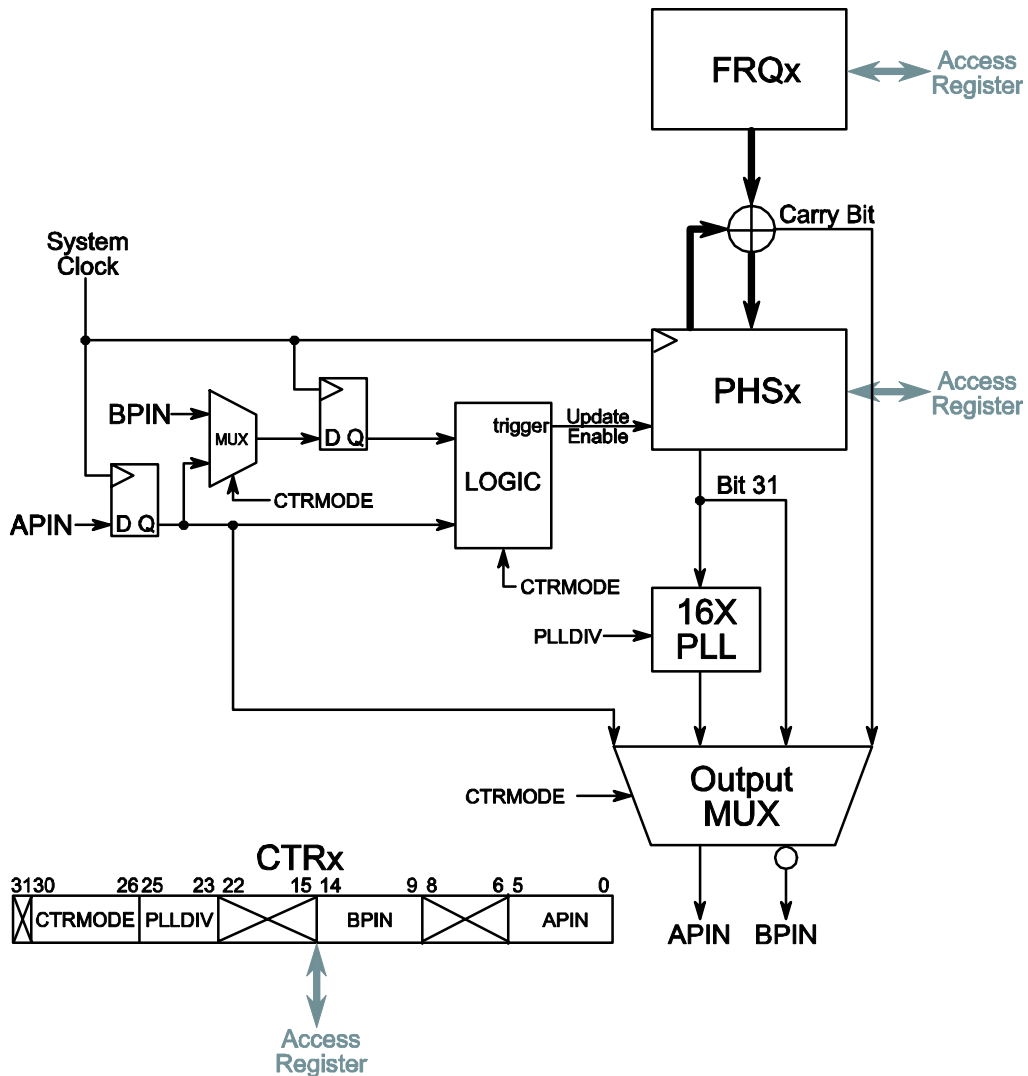 FRQx
Access
Register
Carry Bit
System
Clock
PHSx
Access
Register
BPIN
MUX
D Q
trigger
Update
Enable
LOGIC
CTRMODE
Bit 31
APIN
D Q
CTRMODE
16X
PLL
PLLDIV
Output
MUX
CTRMODE
CTRx
31 30 26 25 23 22 15 14 9 8 6 5 0
CTRMODE PLLDIV BPIN APIN
APIN BPIN
Access
Register